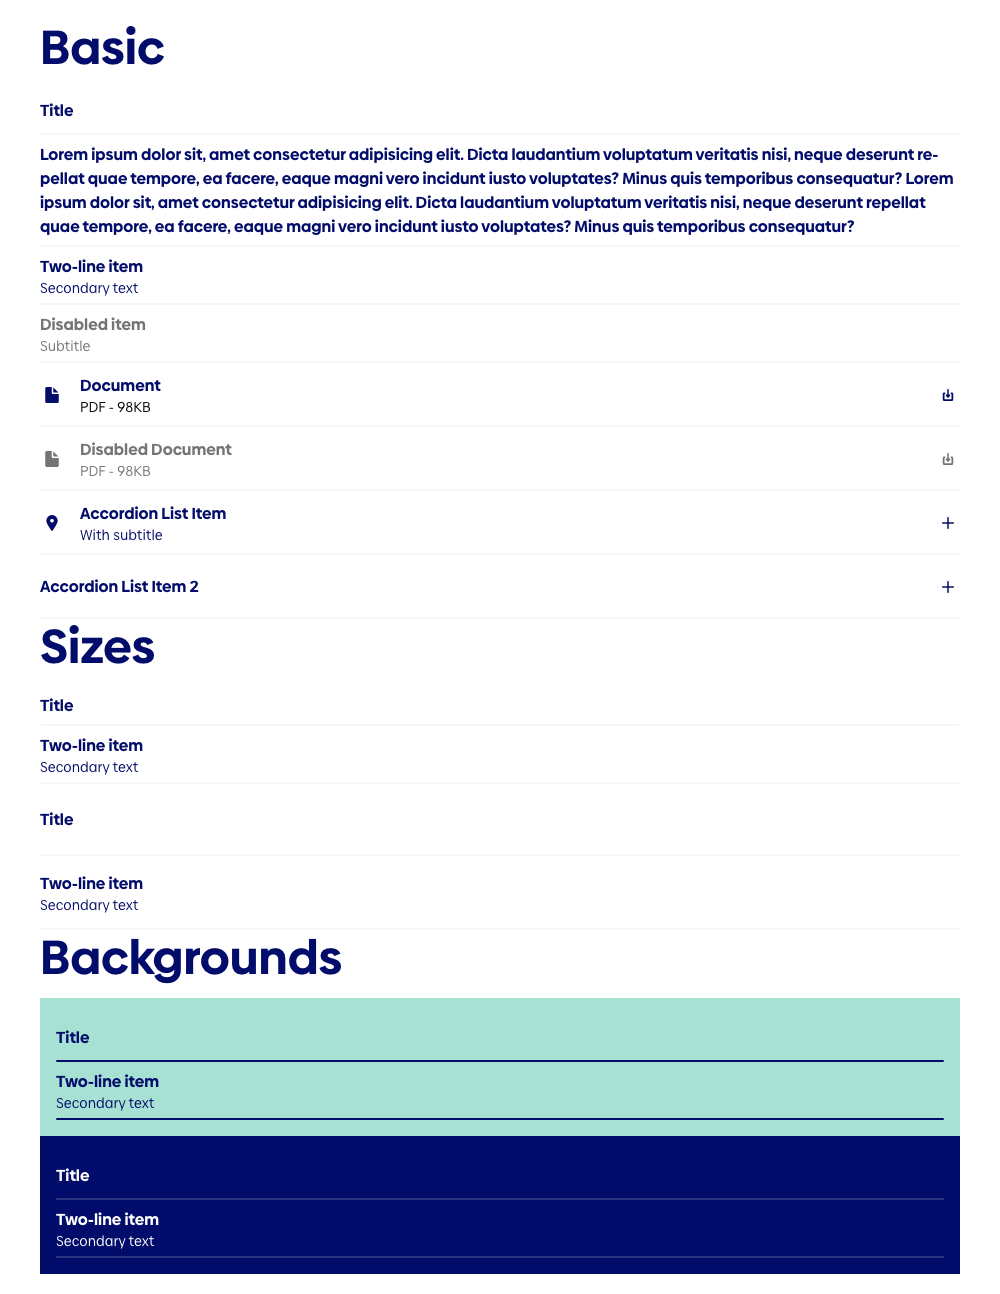 Basic
Title
Lorem ipsum dolor sit, amet consectetur adipisicing elit. Dicta laudantium voluptatum veritatis nisi, neque deserunt re-
pellat quae tempore, ea facere, eaque magni vero incidunt iusto voluptates? Minus quis temporibus consequatur? Lorem
ipsum dolor sit, amet consectetur adipisicing elit. Dicta laudantium voluptatum veritatis nisi, neque deserunt repellat
quae tempore, ea facere, eaque magni vero incidunt iusto voluptates? Minus quis temporibus consequatur?
Two-line item
Secondary text
Disabled item
Subtitle
Document
PDF - 98KB
Disabled Document
PDF - 98KB
Accordion List Item
With subtitle
Accordion List Item 2
Sizes
Title
Two-line item
Secondary text
Title
Two-line item
Secondary text
Backgrounds
Title
Two-line item
Secondary text
Title
Two-line item
Secondary text